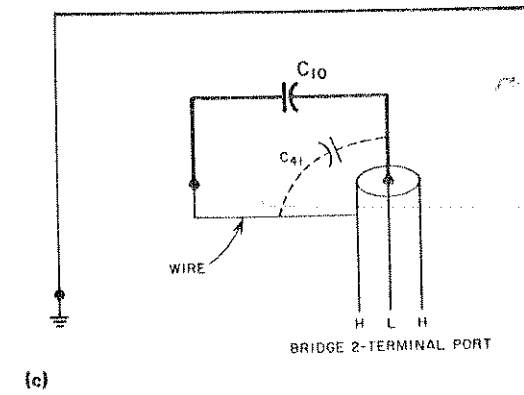 C10
C41
WIRE
H L H
BRIDGE 2-TERMINAL PORT
(c)